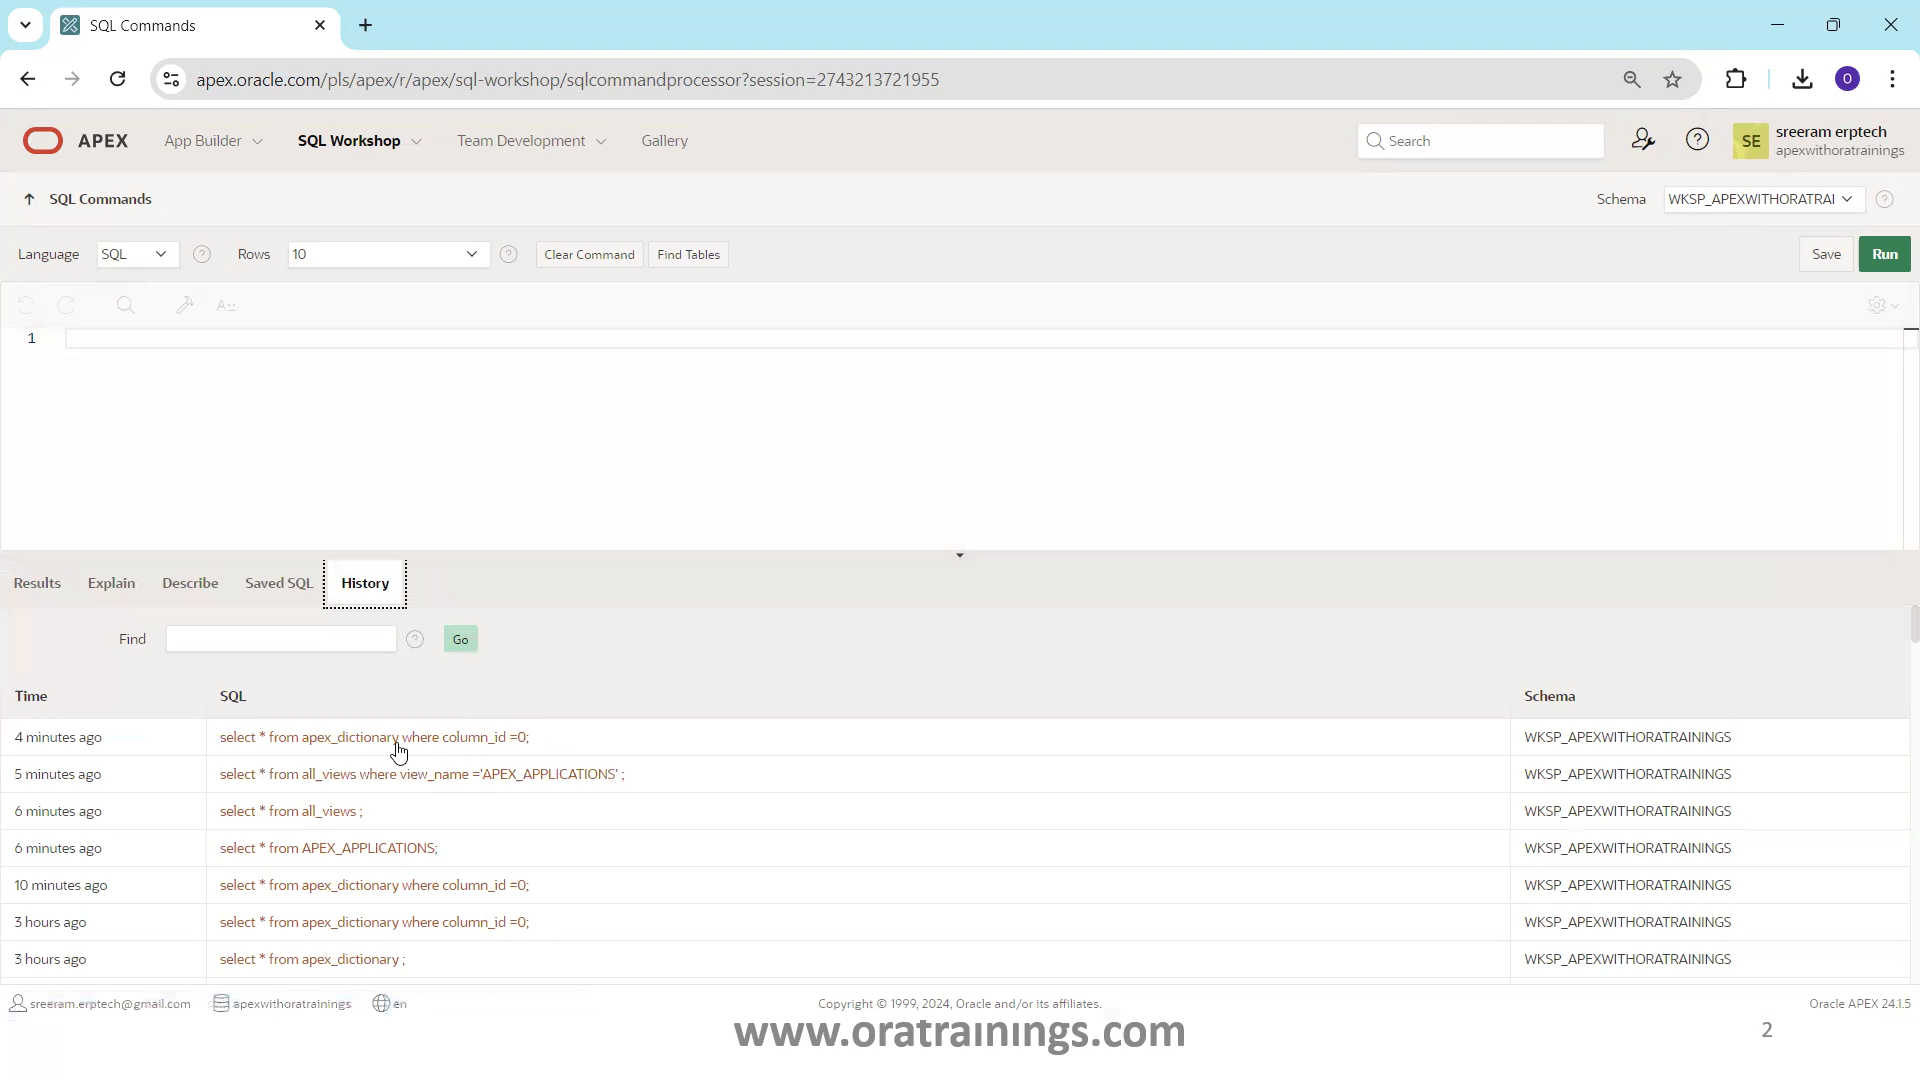 SQL Commands
apex.oracle.com/pls/apex/r/apex/sql-workshop/sqlcommandprocessor?session=2743213721955
O
APEX App Builder SQL Workshop Team Development Gallery Search SE sreeram erptech
apexwithoratrainings
SQL Commands Schema WKSP_APEXWITHORATRAI
Language SQL Rows 10 Clear Command Find Tables Save Run
A
1
Results Explain Describe Saved SQL History
Find Go
Time SQL Schema
4 minutes ago select * from apex_dictionary where column_id =0; WKSP_APEXWITHORATRAININGS
5 minutes ago select * from all_views where view_name ='APEX_APPLICATIONS' ; WKSP_APEXWITHORATRAININGS
6 minutes ago select * from all_views ; WKSP_APEXWITHORATRAININGS
6 minutes ago select * from APEX_APPLICATIONS; WKSP_APEXWITHORATRAININGS
10 minutes ago select * from apex_dictionary where column_id =0; WKSP_APEXWITHORATRAININGS
3 hours ago select * from apex_dictionary where column_id =0; WKSP_APEXWITHORATRAININGS
3 hours ago select * from apex_dictionary ; WKSP_APEXWITHORATRAININGS
sreeram.erptech@gmail.com apexwithoratrainings en Copyright © 1999, 2024, Oracle and/or its affiliates. Oracle APEX 24.1.5
www.oratrainings.com 2